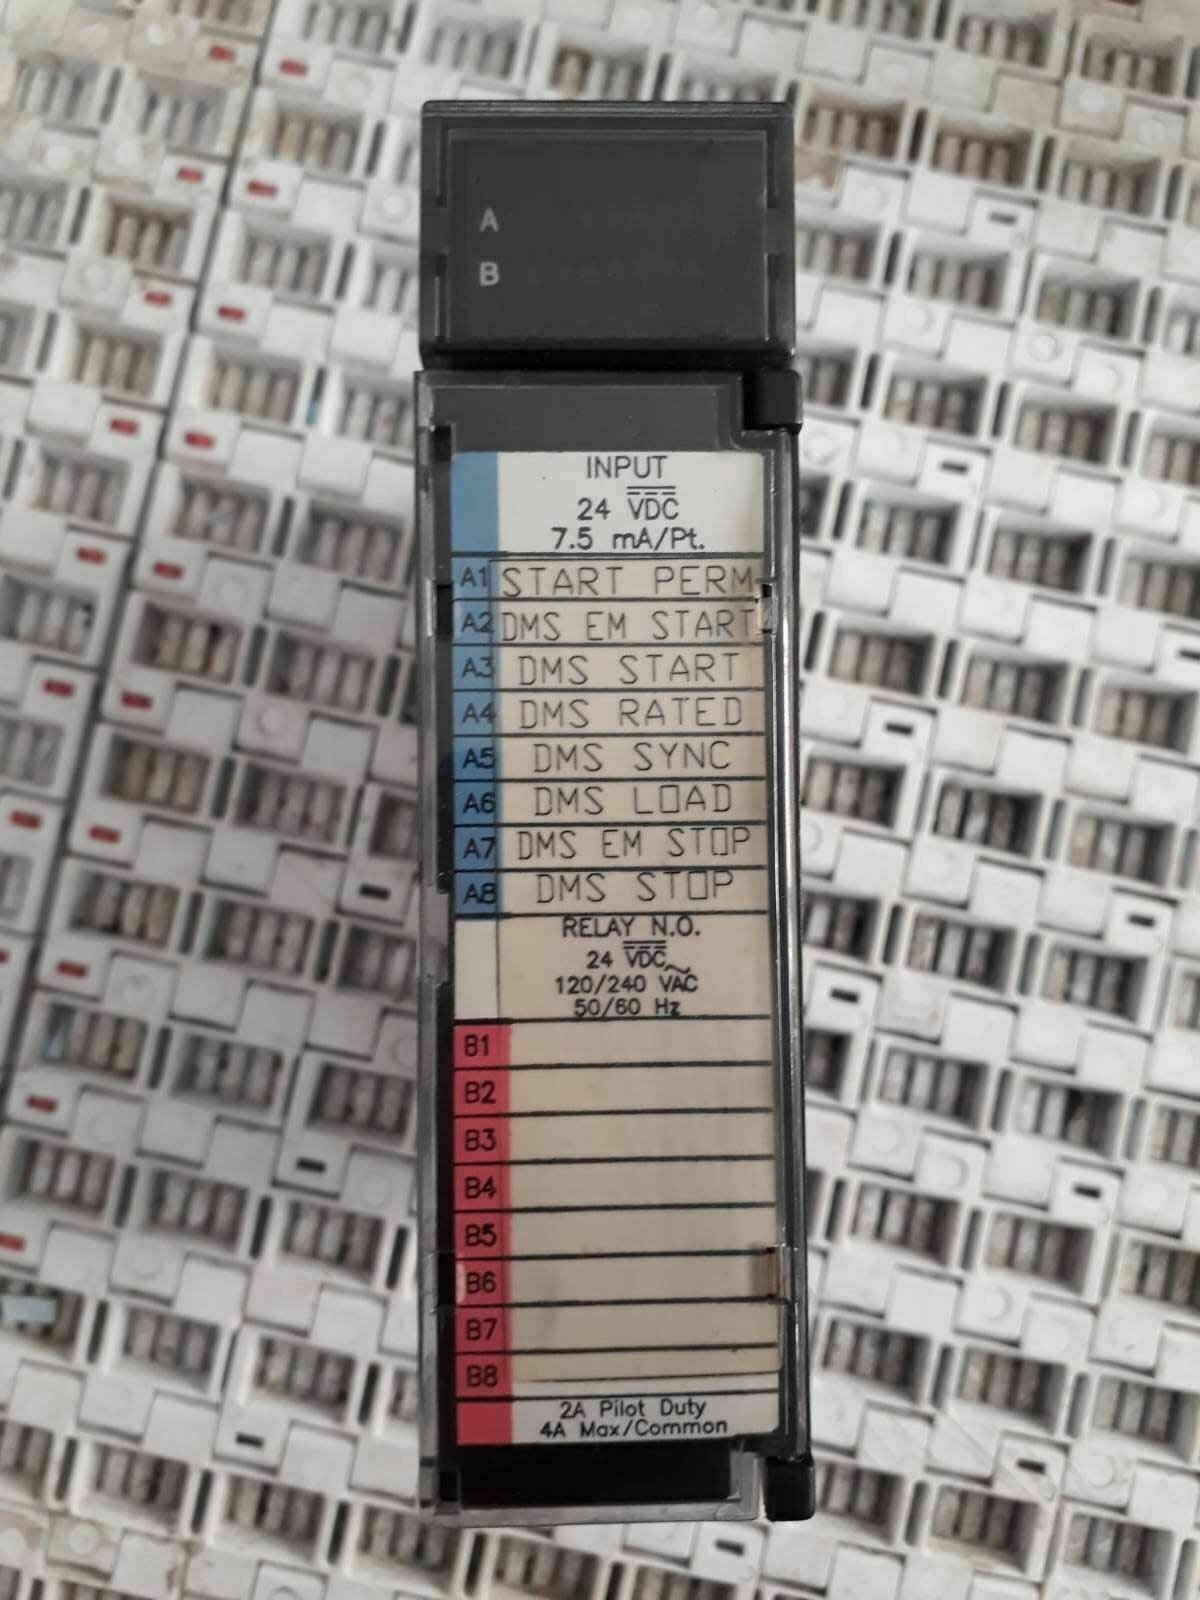 A
B
INPUT
24 VDC
7.5 mA/Pt.
A1 START PERM
A2 DMS EM START
A3 DMS START
A4 DMS RATED
A5 DMS SYNC
A6 DMS LOAD
A7 DMS EM STOP
A8 DMS STOP
RELAY N.O.
24 VDC
120/240 VAC
50/60 Hz
B1
B2
B3
B4
B5
B6
B7
B8
2A Pilot Duty
4A Max/Common